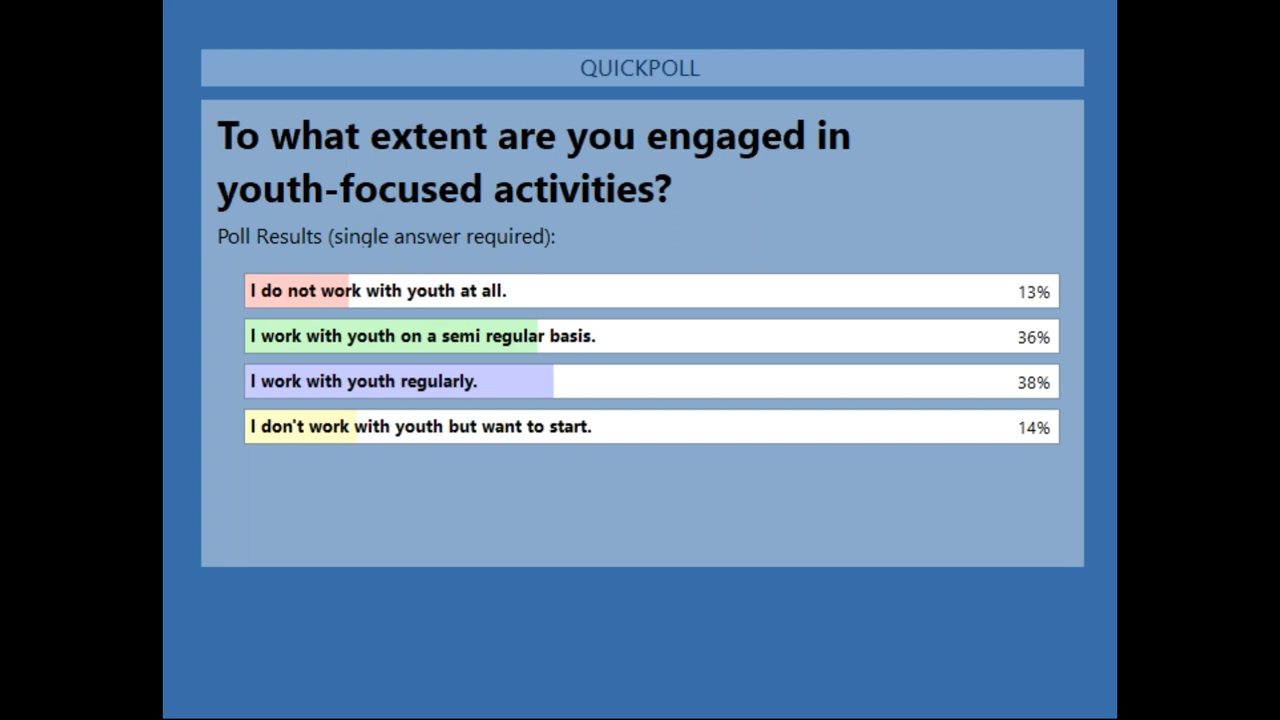 QUICKPOLL
To what extent are you engaged in
youth-focused activities?
Poll Results (single answer required):
I do not work with youth at all. 13%
I work with youth on a semi regular basis. 36%
I work with youth regularly. 38%
I don't work with youth but want to start. 14%